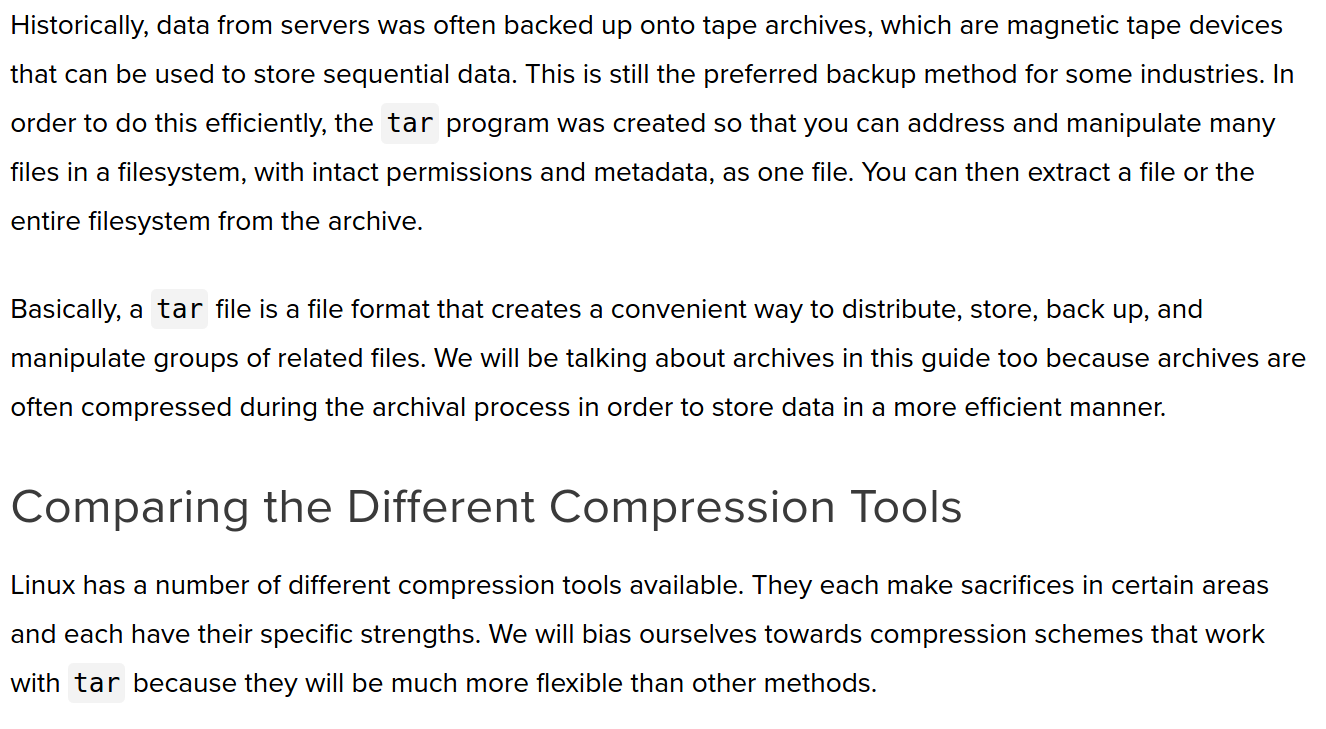 Historically, data from servers was often backed up onto tape archives, which are magnetic tape devices
that can be used to store sequential data. This is still the preferred backup method for some industries. In
order to do this efficiently, the tar program was created so that you can address and manipulate many
files in a filesystem, with intact permissions and metadata, as one file. You can then extract a file or the
entire filesystem from the archive.
Basically, a tar file is a file format that creates a convenient way to distribute, store, back up, and
manipulate groups of related files. We will be talking about archives in this guide too because archives are
often compressed during the archival process in order to store data in a more efficient manner.
Comparing the Different Compression Tools
Linux has a number of different compression tools available. They each make sacrifices in certain areas
and each have their specific strengths. We will bias ourselves towards compression schemes that work
with tar because they will be much more flexible than other methods.